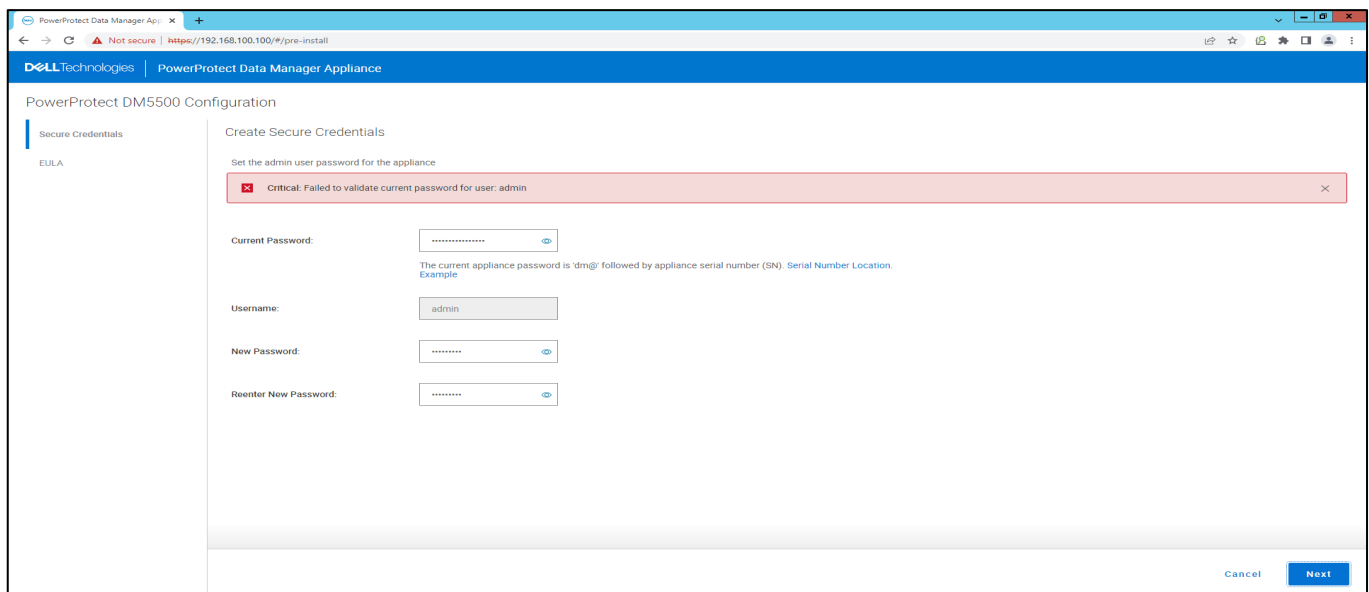 PowerProtect Data Manager App
Not secure | https://192.168.100.100/#/pre-install
DELLTechnologies | PowerProtect Data Manager Appliance
PowerProtect DM5500 Configuration
Secure Credentials
EULA
Create Secure Credentials
Set the admin user password for the appliance
Critical: Failed to validate current password for user: admin
Current Password:
The current appliance password is 'dm@' followed by appliance serial number (SN). Serial Number Location.
Example
Username: admin
New Password:
Reenter New Password:
Cancel Next